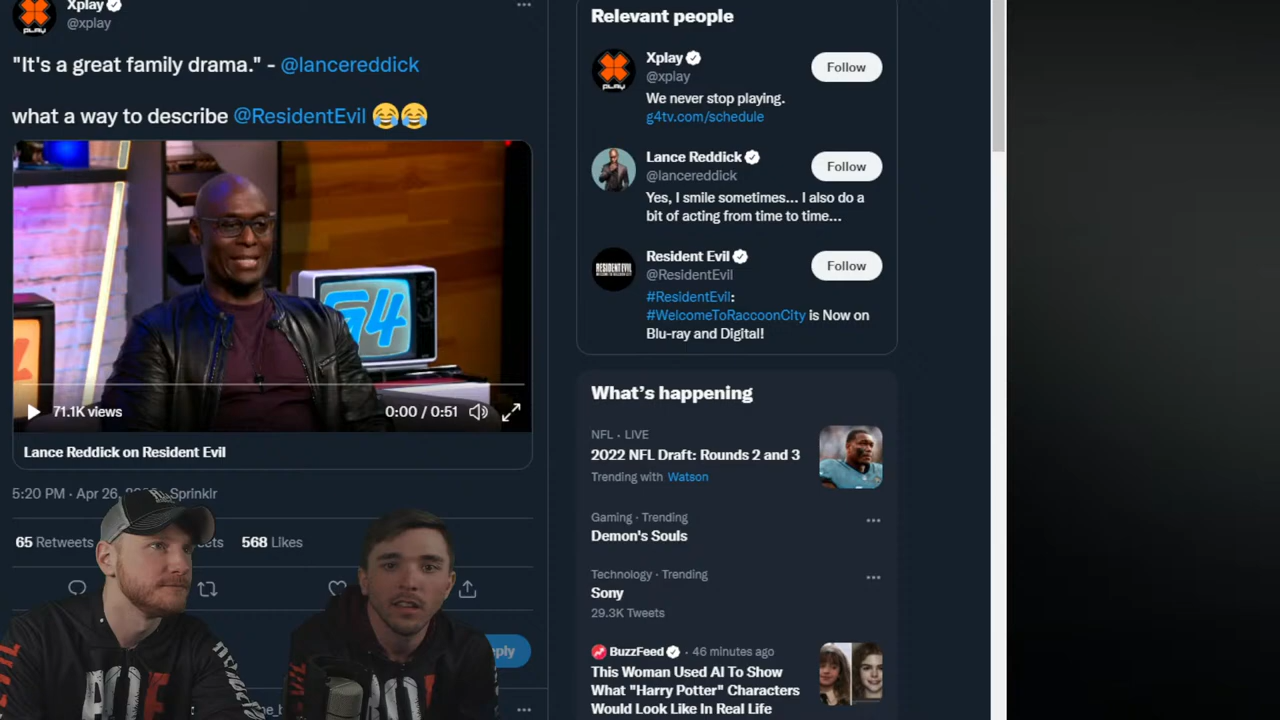 Xplay
@xplay
"It's a great family drama." - @lancereddick
what a way to describe @ResidentEvil 😂😂
G4
71.1K views
0:00 / 0:51
Lance Reddick on Resident Evil
5:20 PM · Apr 26, Sprinklr
65 Retweets
568 Likes
Relevant people
Xplay
@xplay
Follow
We never stop playing.
g4tv.com/schedule
Lance Reddick
@lancereddick
Follow
Yes, I smile sometimes... I also do a
bit of acting from time to time...
Resident Evil
@ResidentEvil
Follow
#ResidentEvil:
#WelcomeToRaccoonCity is Now on
Blu-ray and Digital!
What's happening
NFL · LIVE
2022 NFL Draft: Rounds 2 and 3
Trending with Watson
Gaming · Trending
Demon's Souls
Technology · Trending
Sony
29.3K Tweets
BuzzFeed · 46 minutes ago
This Woman Used AI To Show
What "Harry Potter" Characters
Would Look Like In Real Life